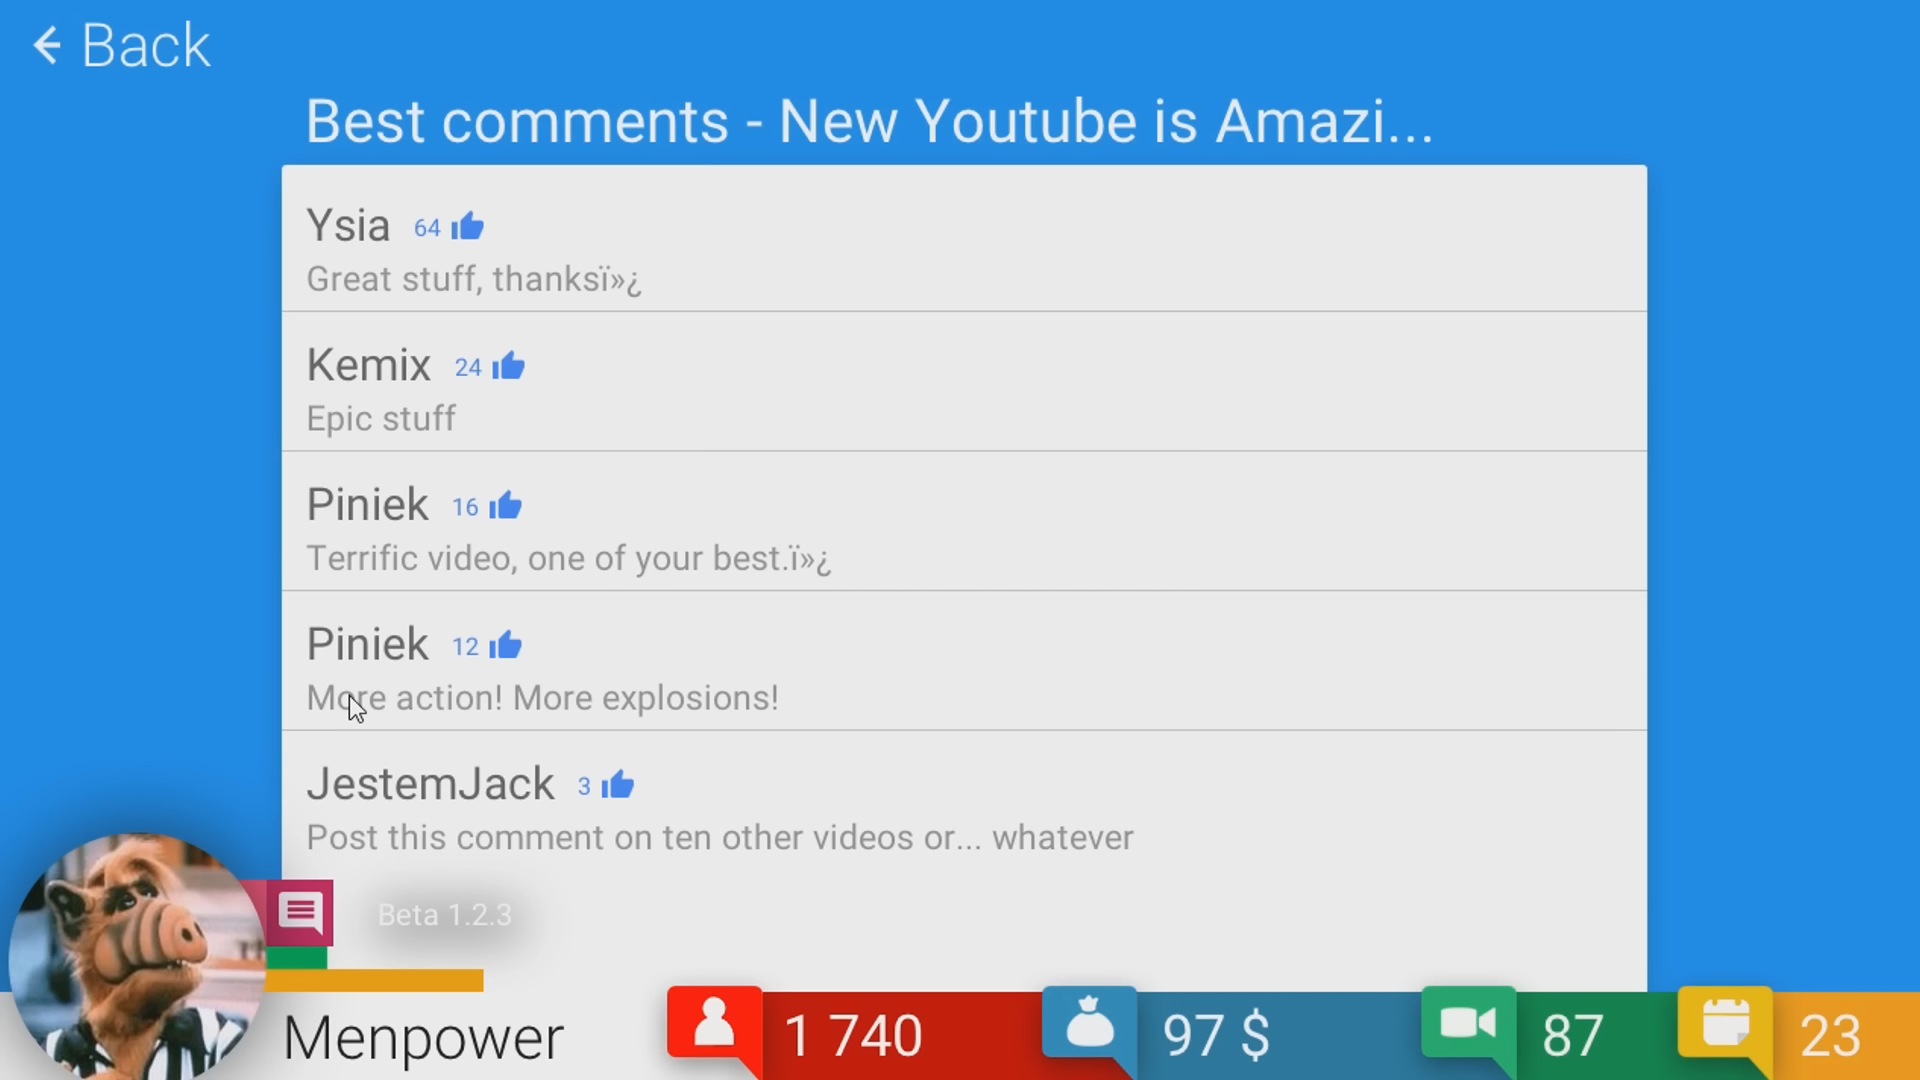 Back
Best comments - New Youtube is Amazi...
Ysia 64
Great stuff, thanksï»¿
Kemix 24
Epic stuff
Piniek 16
Terrific video, one of your best.ï»¿
Piniek 12
More action! More explosions!
JestemJack 3
Post this comment on ten other videos or... whatever
Beta 1.2.3
Menpower 1 740 97 $ 87 23